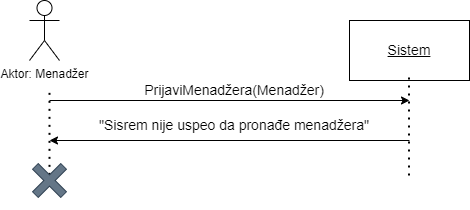 Sistem
Aktor: Menadžer
PrijaviMenadžera(Menadžer)
"Sisrem nije uspeo da pronađe menadžera"